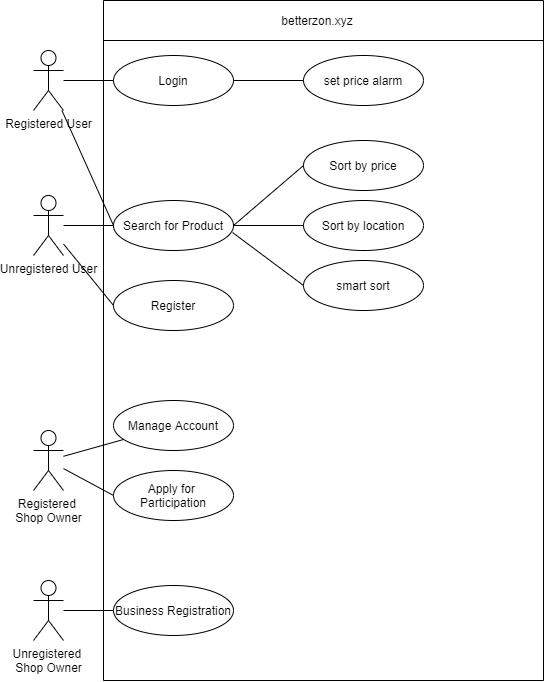 betterzon.xyz
Login
set price alarm
Registered User
Sort by price
Search for Product
Sort by location
Unregistered User
smart sort
Register
Manage Account
Registered
Shop Owner
Apply for
Participation
Business Registration
Unregistered
Shop Owner